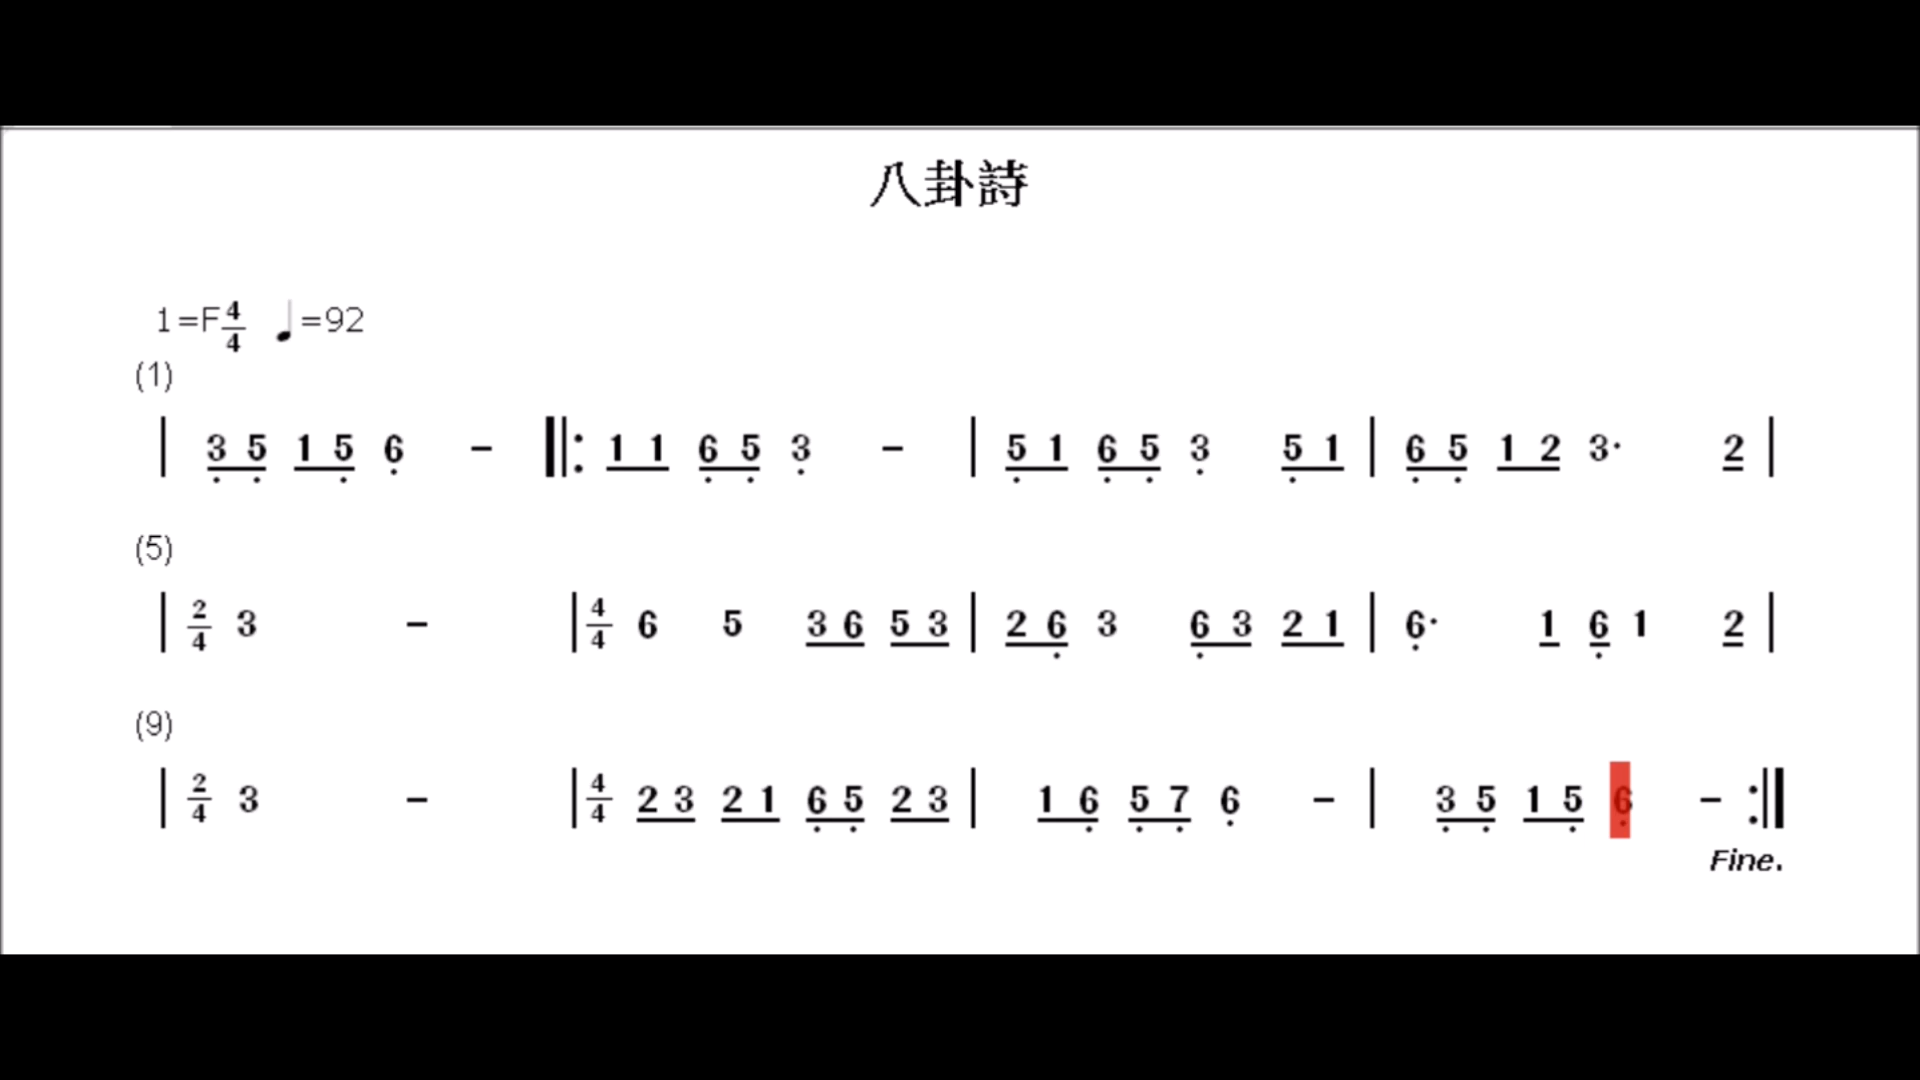 八卦詩
1=F 4/4 ♩=92
(1)
| 3̣ 5̣ 1 5̣ 6̣ – ‖: 1 1 6̣ 5̣ 3̣ – | 5̣ 1 6̣ 5̣ 3̣ 5̣ 1 | 6̣ 5̣ 1 2 3· 2 |
(5)
| 2/4 3 – | 4/4 6 5 3 6 5 3 | 2 6̣ 3 6̣ 3 2 1 | 6̣· 1 6̣ 1 2 |
(9)
| 2/4 3 – | 4/4 2 3 2 1 6̣ 5̣ 2 3 | 1 6̣ 5̣ 7̣ 6̣ – | 3̣ 5̣ 1 5̣ 6̣ – :‖
Fine.